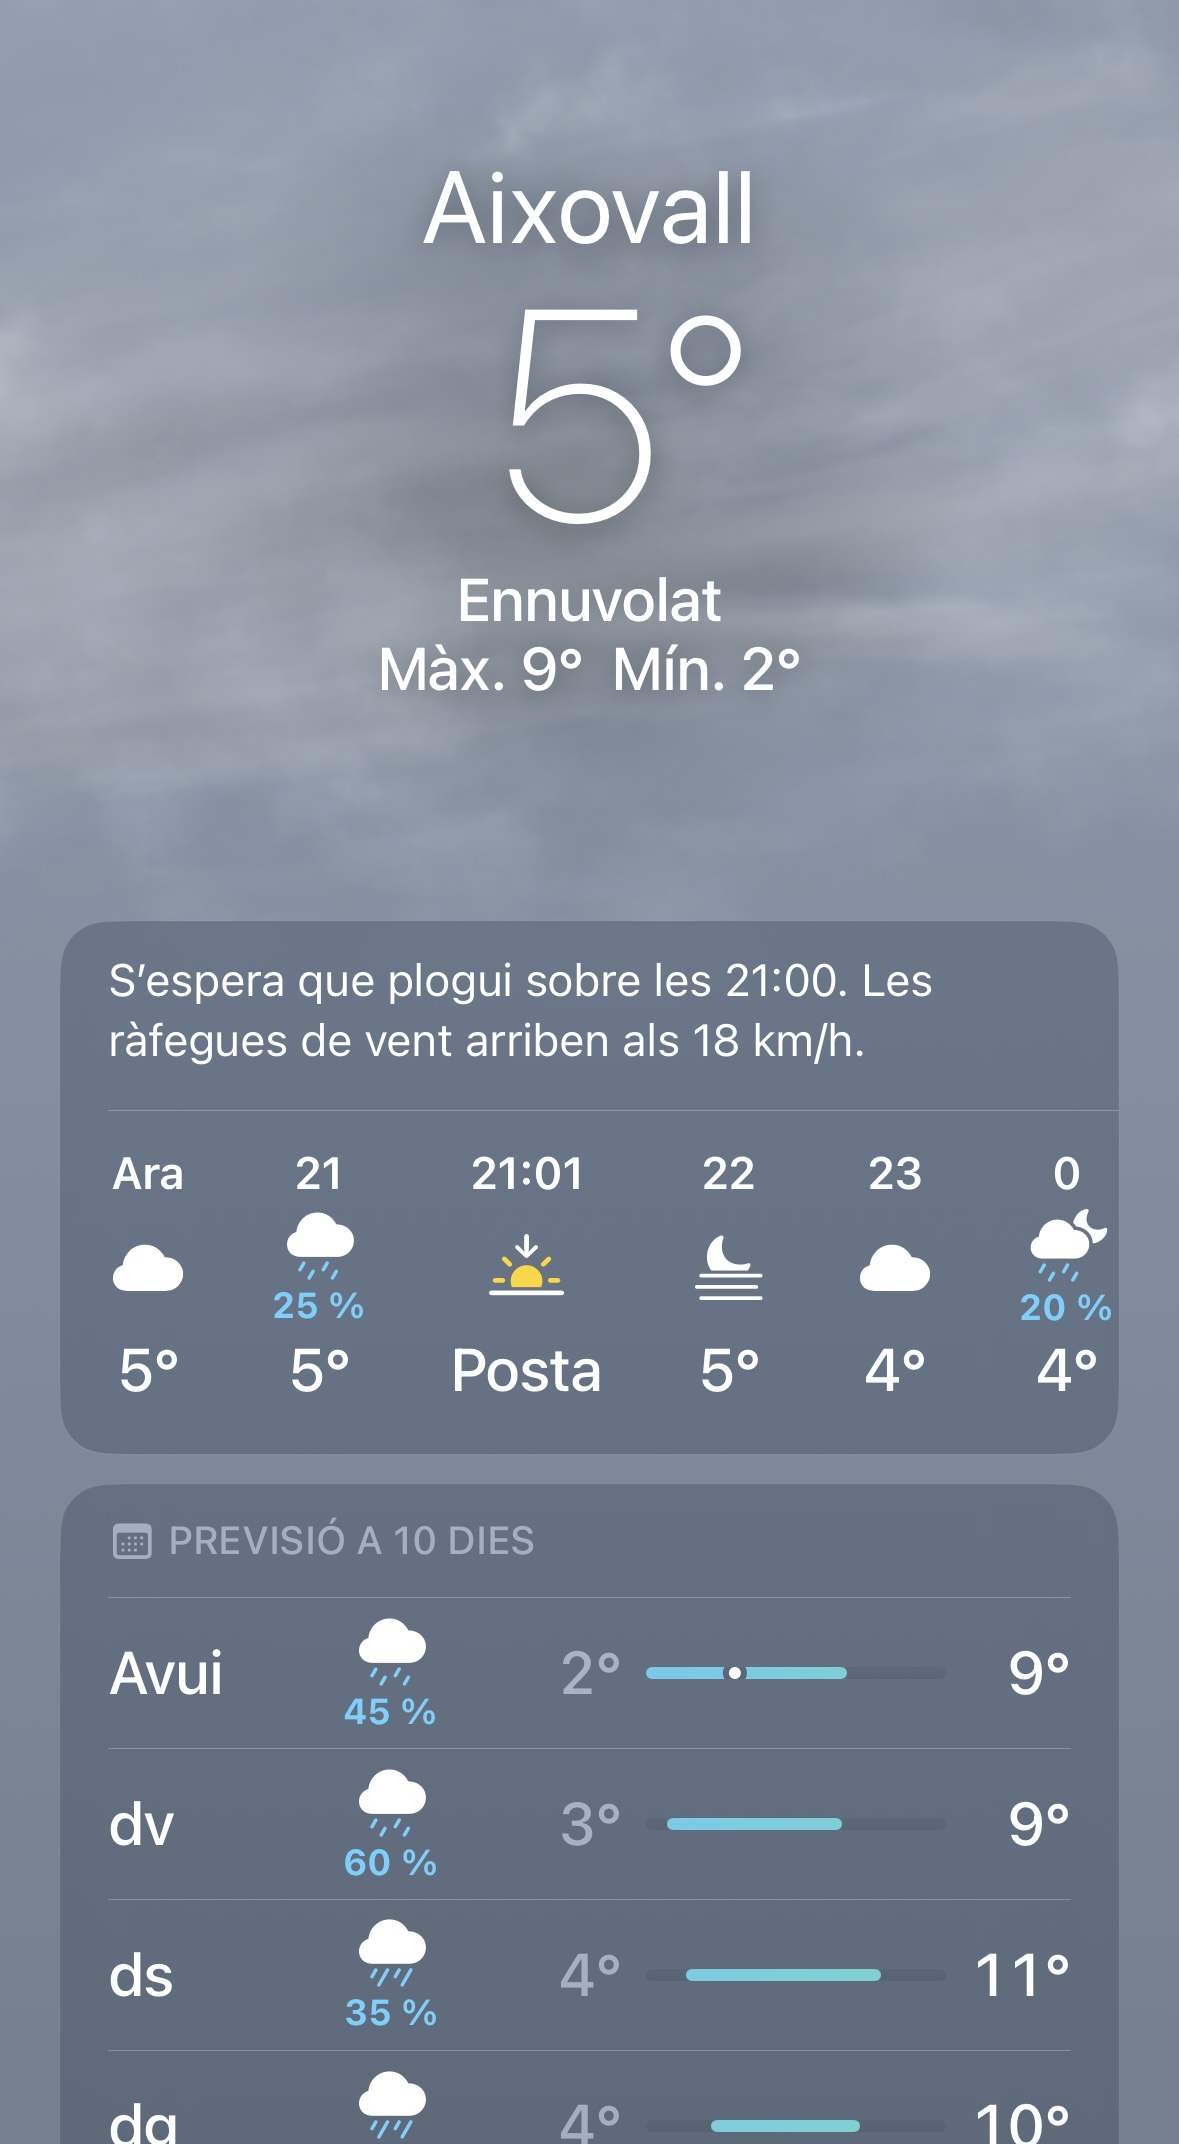 Aixovall
5°
Ennuvolat
Màx. 9° Mín. 2°
S’espera que plogui sobre les 21:00. Les
ràfegues de vent arriben als 18 km/h.
Ara 21 21:01 22 23 0
25 % 20 %
5° 5° Posta 5° 4° 4°
PREVISIÓ A 10 DIES
Avui 45 % 2° 9°
dv 60 % 3° 9°
ds 35 % 4° 11°
dg 4° 10°